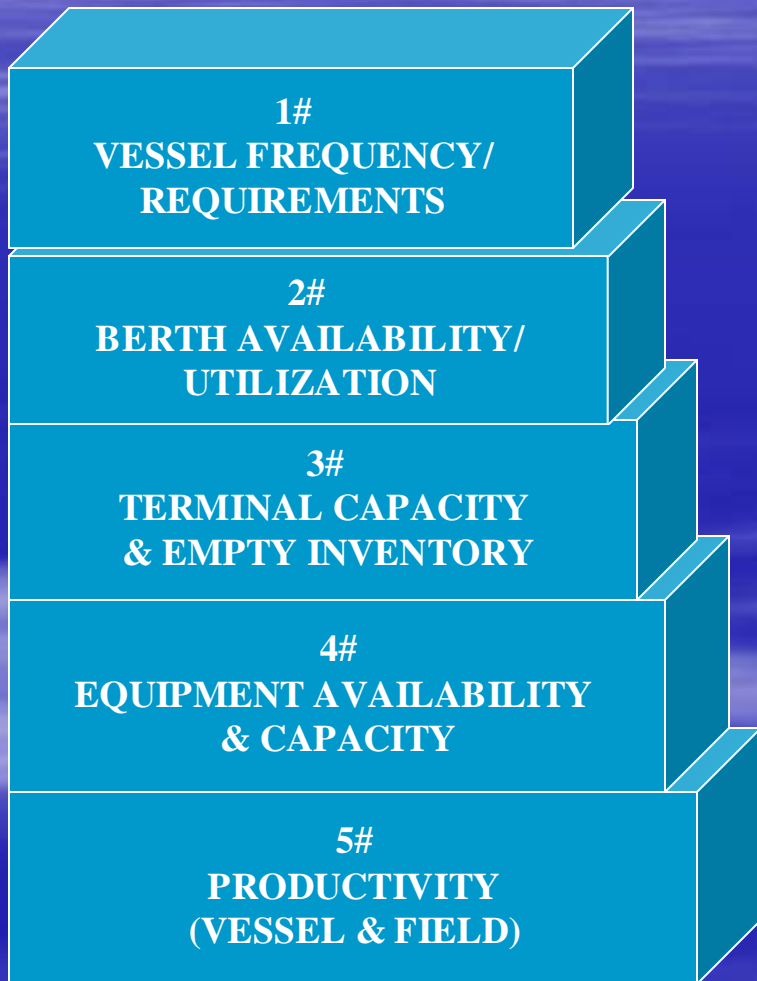 1#
VESSEL FREQUENCY/
REQUIREMENTS
2#
BERTH AVAILABILITY/
UTILIZATION
3#
TERMINAL CAPACITY
& EMPTY INVENTORY
4#
EQUIPMENT AVAILABILITY
& CAPACITY
5#
PRODUCTIVITY
(VESSEL & FIELD)